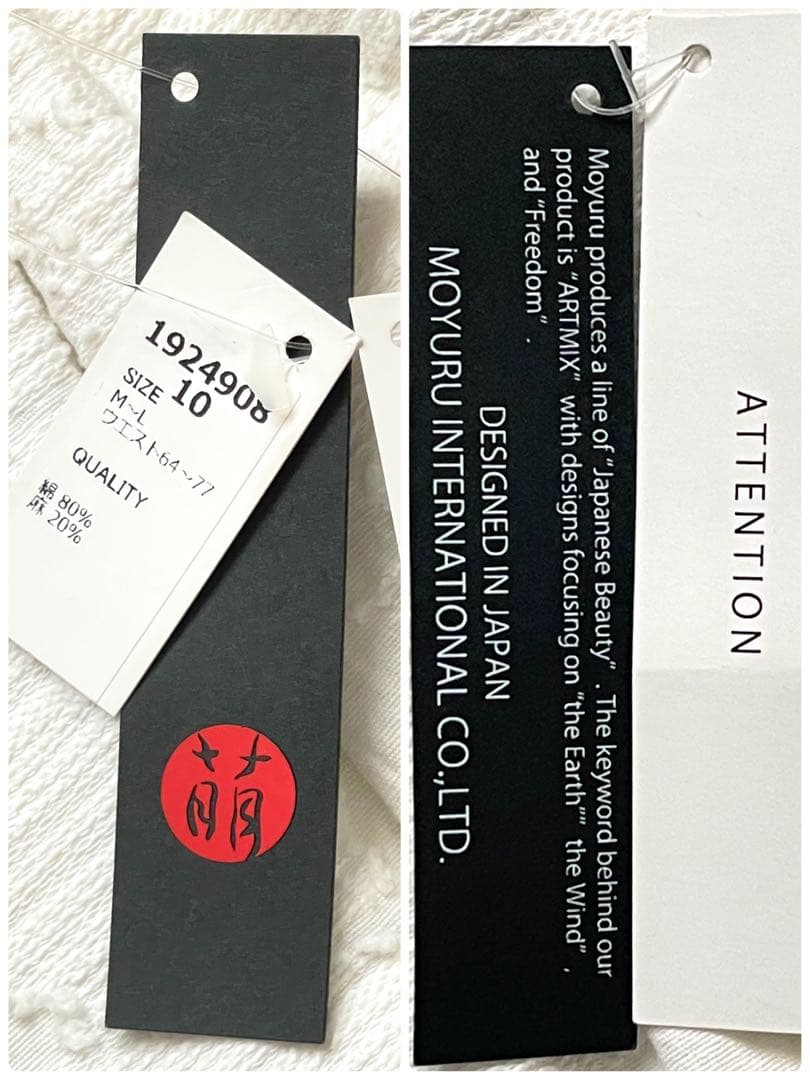 1924908
SIZE 10
M～L
ウエスト64～77
QUALITY
綿 80%
麻 20%
萌
Moyuru produces a line of "Japanese Beauty" . The keyword behind our
product is "ARTMIX" with designs focusing on "the Earth"" the Wind" ,
and "Freedom" .
DESIGNED IN JAPAN
MOYURU INTERNATIONAL CO.,LTD.
ATTENTION